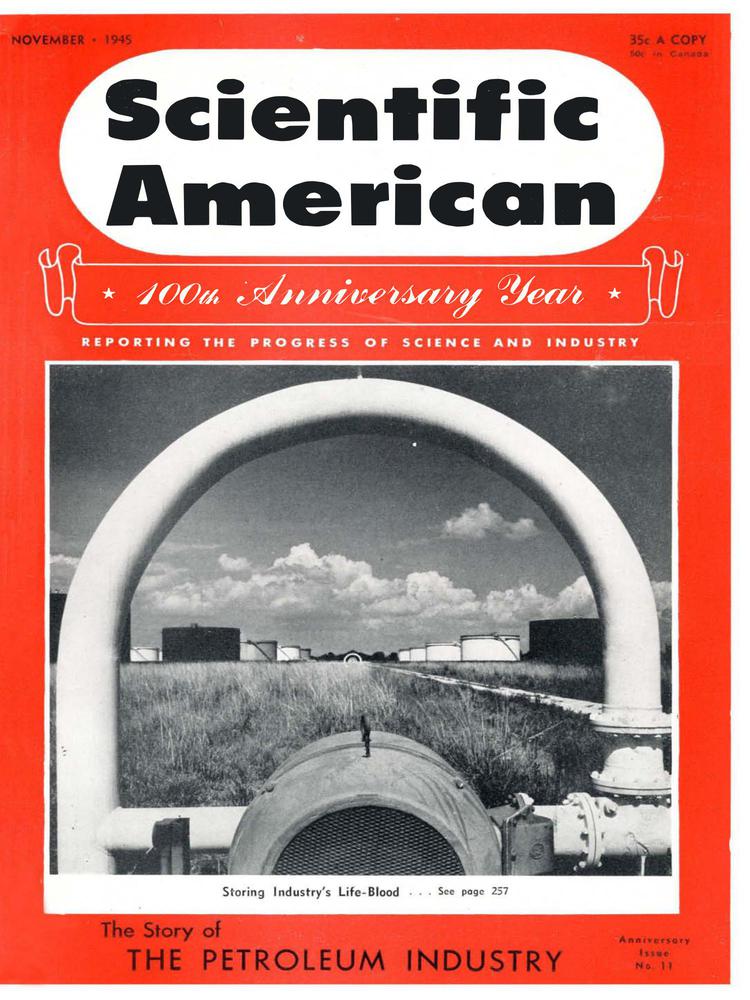 NOVEMBER • 1945
35c A COPY
50c in Canada
Scientific
American
★ 100th Anniversary Year ★
REPORTING THE PROGRESS OF SCIENCE AND INDUSTRY
Storing Industry's Life-Blood . . . See page 257
The Story of
THE PETROLEUM INDUSTRY
Anniversary
Issue
No. 11